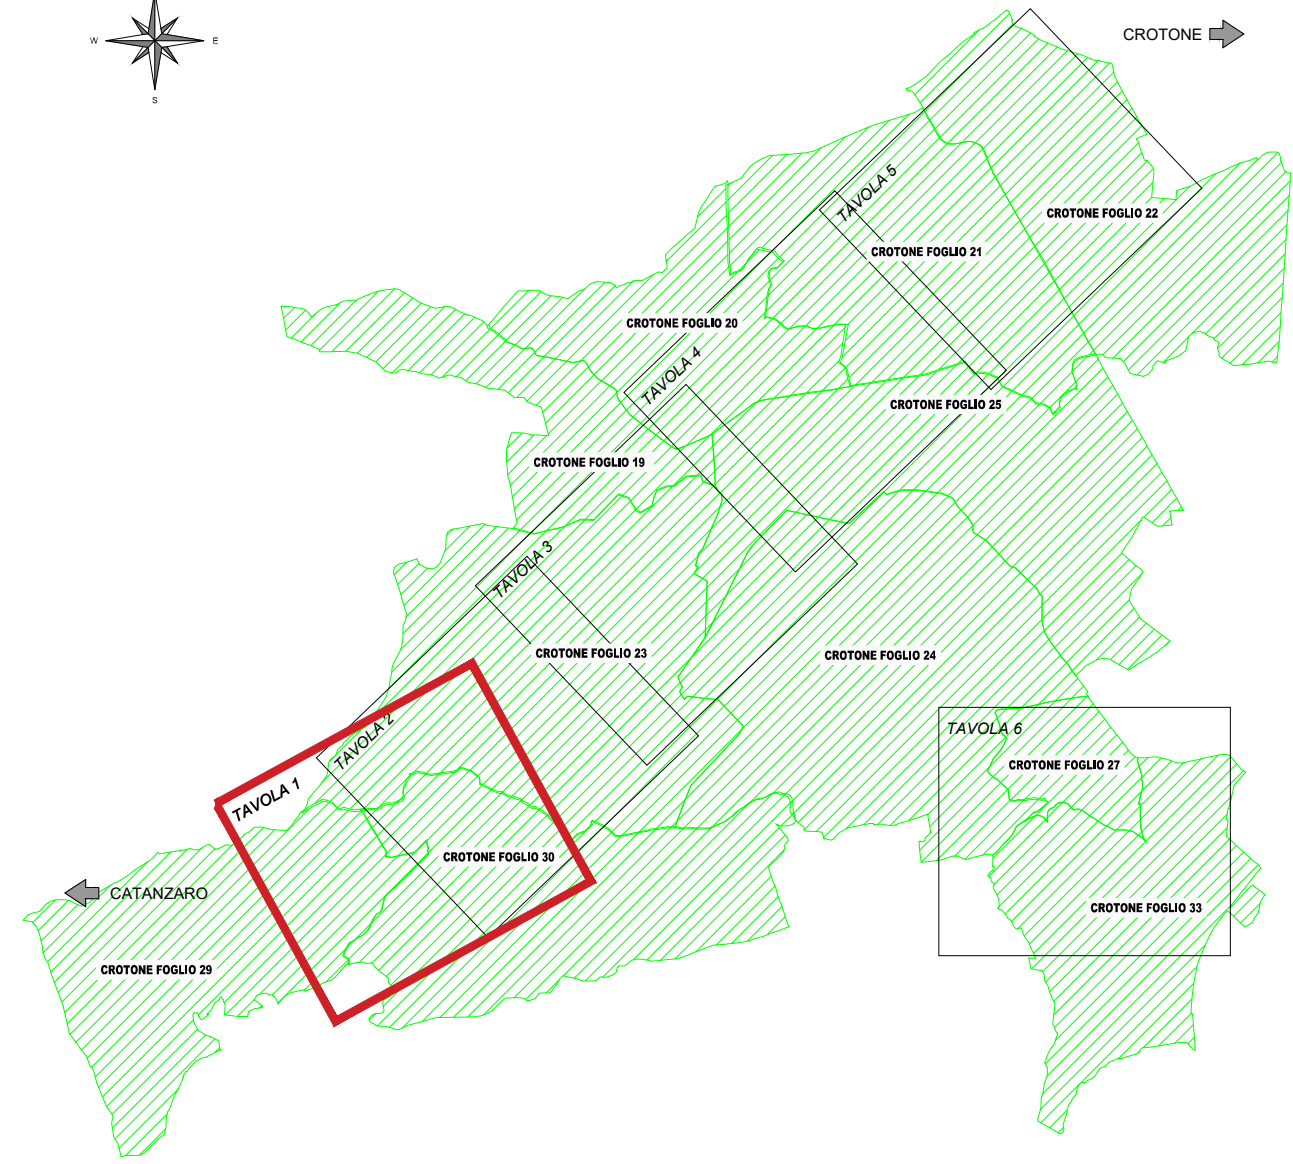 W
E
S
CROTONE
TAVOLA 5
CROTONE FOGLIO 22
CROTONE FOGLIO 21
CROTONE FOGLIO 20
TAVOLA 4
CROTONE FOGLIO 25
CROTONE FOGLIO 19
TAVOLA 3
CROTONE FOGLIO 23
CROTONE FOGLIO 24
TAVOLA 2
TAVOLA 6
CROTONE FOGLIO 27
TAVOLA 1
CROTONE FOGLIO 30
CATANZARO
CROTONE FOGLIO 33
CROTONE FOGLIO 29